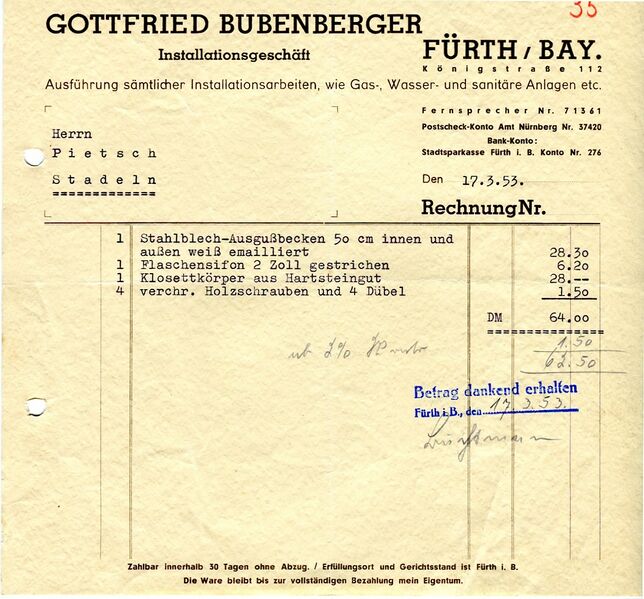 35
GOTTFRIED BUBENBERGER
Installationsgeschäft
FÜRTH / BAY.
Königstraße 112
Ausführung sämtlicher Installationsarbeiten, wie Gas-, Wasser- und sanitäre Anlagen etc.
Fernsprecher Nr. 71361
Postscheck-Konto Amt Nürnberg Nr. 37420
Bank-Konto:
Stadtsparkasse Fürth i. B. Konto Nr. 276
Herrn
Pietsch
Stadeln
Den 17.3.53.
Rechnung Nr.
1 Stahlblech-Ausgußbecken 50 cm innen und
außen weiß emailliert 28.30
1 Flaschensifon 2 Zoll gestrichen 6.20
1 Klosettkörper aus Hartsteingut 28.--
4 verchr. Holzschrauben und 4 Dübel 1.50
DM 64.00
ab 2% 1.50
62.50
Betrag dankend erhalten
Fürth i. B., den 17.3.53.
Zahlbar innerhalb 30 Tagen ohne Abzug. / Erfüllungsort und Gerichtsstand ist Fürth i. B.
Die Ware bleibt bis zur vollständigen Bezahlung mein Eigentum.